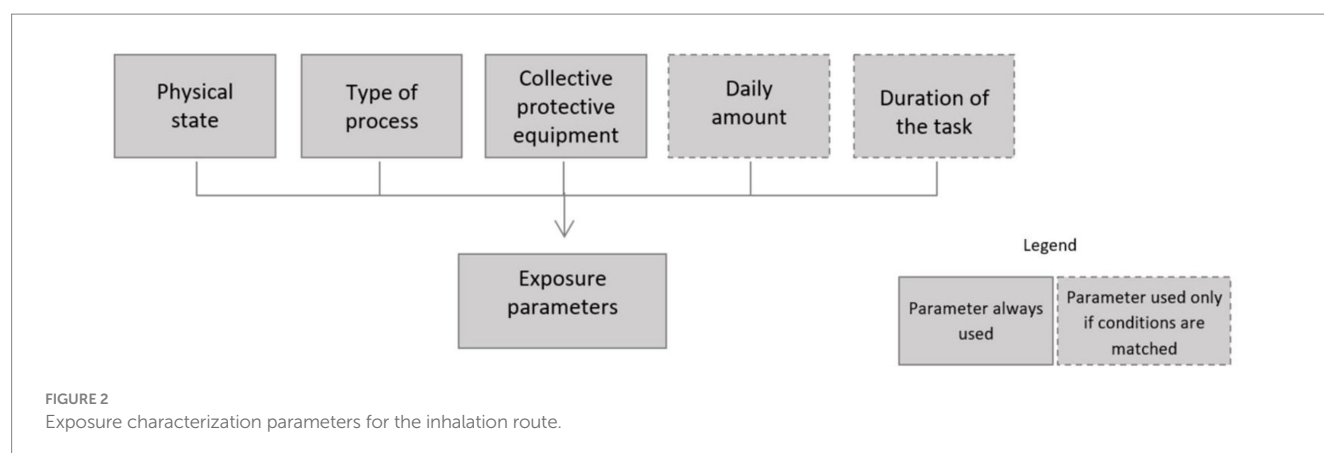 Physical
state
Type of
process
Collective
protective
equipment
Daily
amount
Duration of
the task
Exposure
parameters
Legend
Parameter always
used
Parameter used only
if conditions are
matched
FIGURE 2
Exposure characterization parameters for the inhalation route.